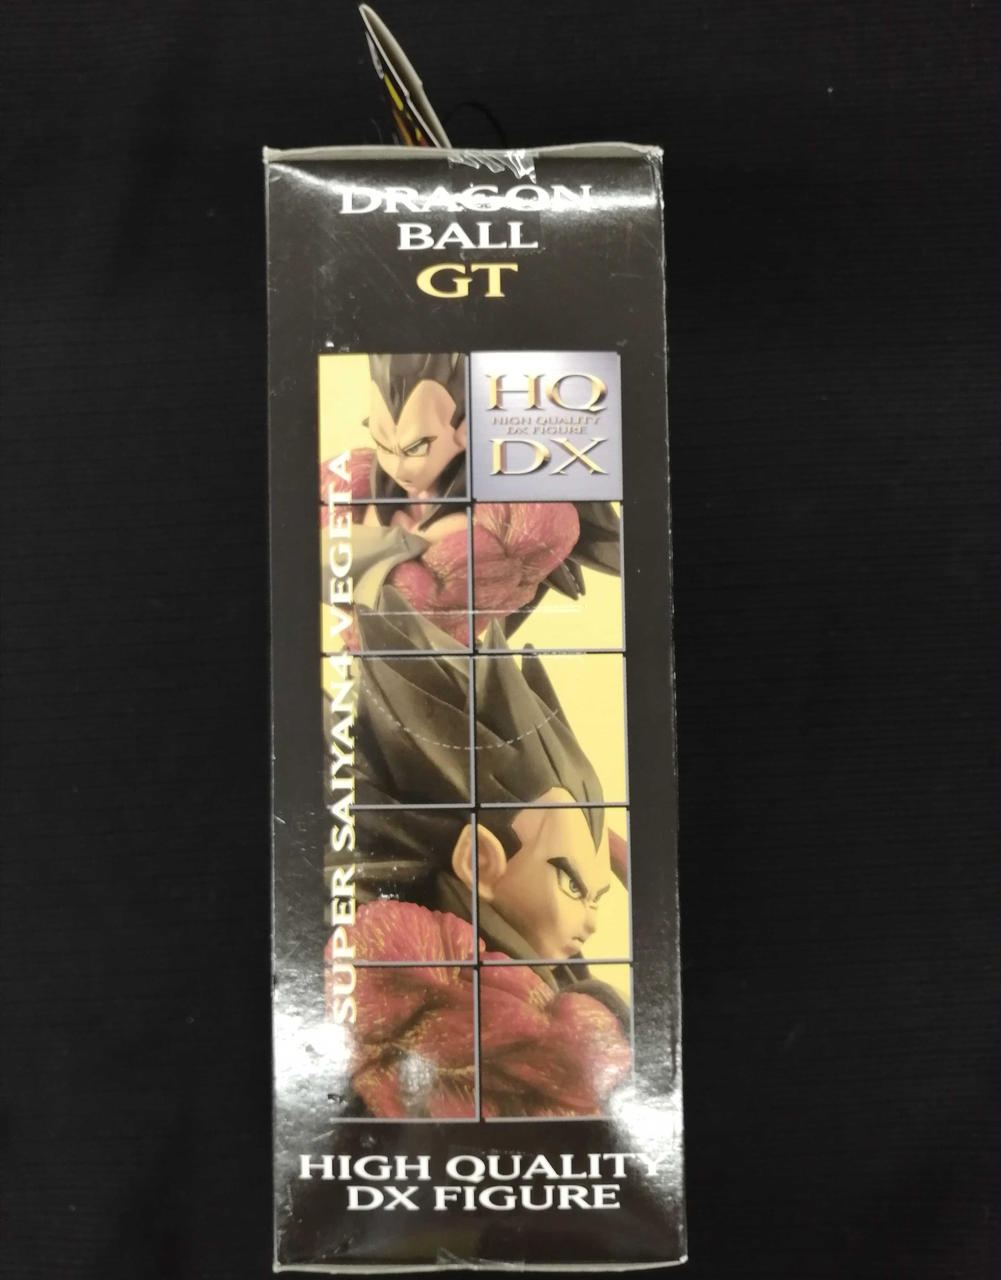 DRAGON
BALL
GT
HQ
HIGH QUALITY
DX FIGURE
DX
SUPER SAIYAN4 VEGETA
HIGH QUALITY
DX FIGURE